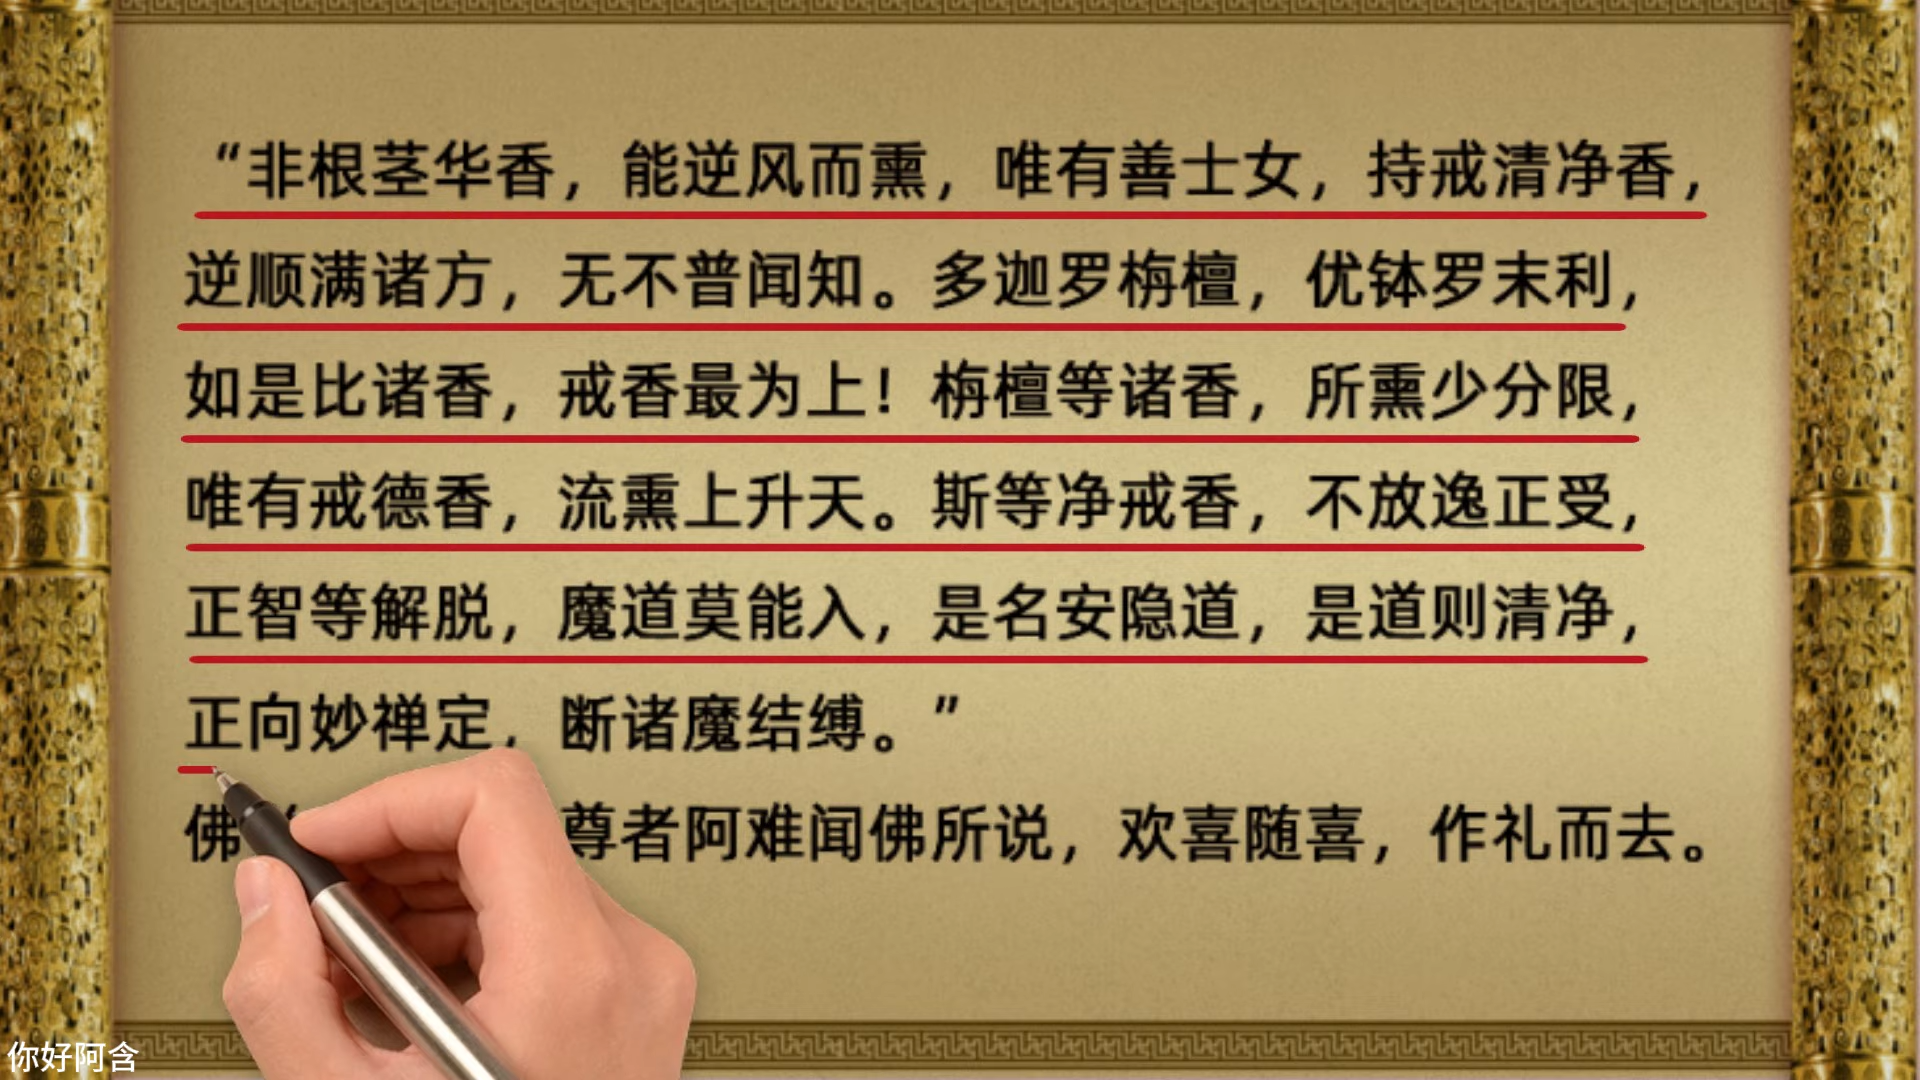 “非根茎华香，能逆风而熏，唯有善士女，持戒清净香，
逆顺满诸方，无不普闻知。多迦罗栴檀，优钵罗末利，
如是比诸香，戒香最为上！栴檀等诸香，所熏少分限，
唯有戒德香，流熏上升天。斯等净戒香，不放逸正受，
正智等解脱，魔道莫能入，是名安隐道，是道则清净，
正向妙禅定，断诸魔结缚。”
佛 尊者阿难闻佛所说，欢喜随喜，作礼而去。
你好阿含